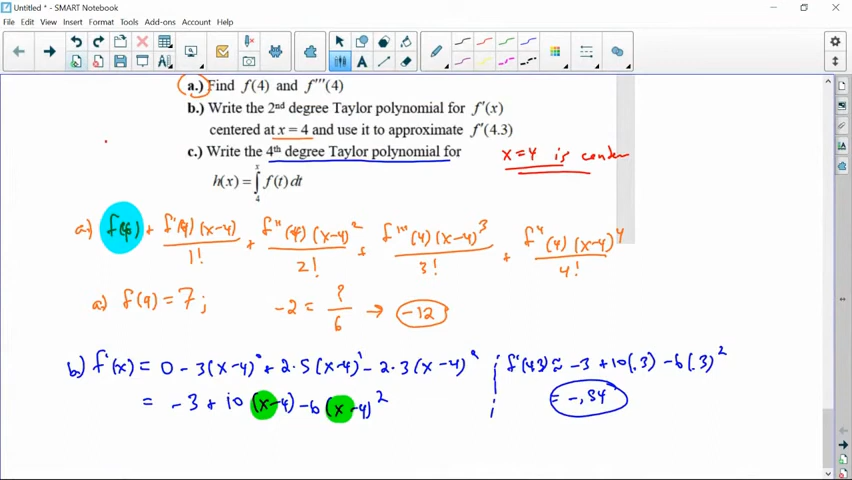 Untitled* - SMART Notebook
File Edit View Insert Format Tools Add-ons Account Help
a.) Find f(4) and f'''(4)
b.) Write the 2nd degree Taylor polynomial for f'(x)
centered at x = 4 and use it to approximate f'(4.3)
c.) Write the 4th degree Taylor polynomial for
x=4 is center
h(x) = ∫₄ˣ f(t) dt
a) f(4) + f'(4)(x-4)/1! + f''(4)(x-4)^2/2! + f'''(4)(x-4)^3/3! + f^4(4)(x-4)^4/4!
a) f(4) = 7; -2 = ?/6 → -12
b) f'(x) = 0 - 3(x-4)^0 + 2·5(x-4)^1 - 2·3(x-4)^2 f'(4.3) ≈ -3 + 10(.3) - 6(.3)^2
= -3 + 10(x-4) - 6(x-4)^2 = -.54